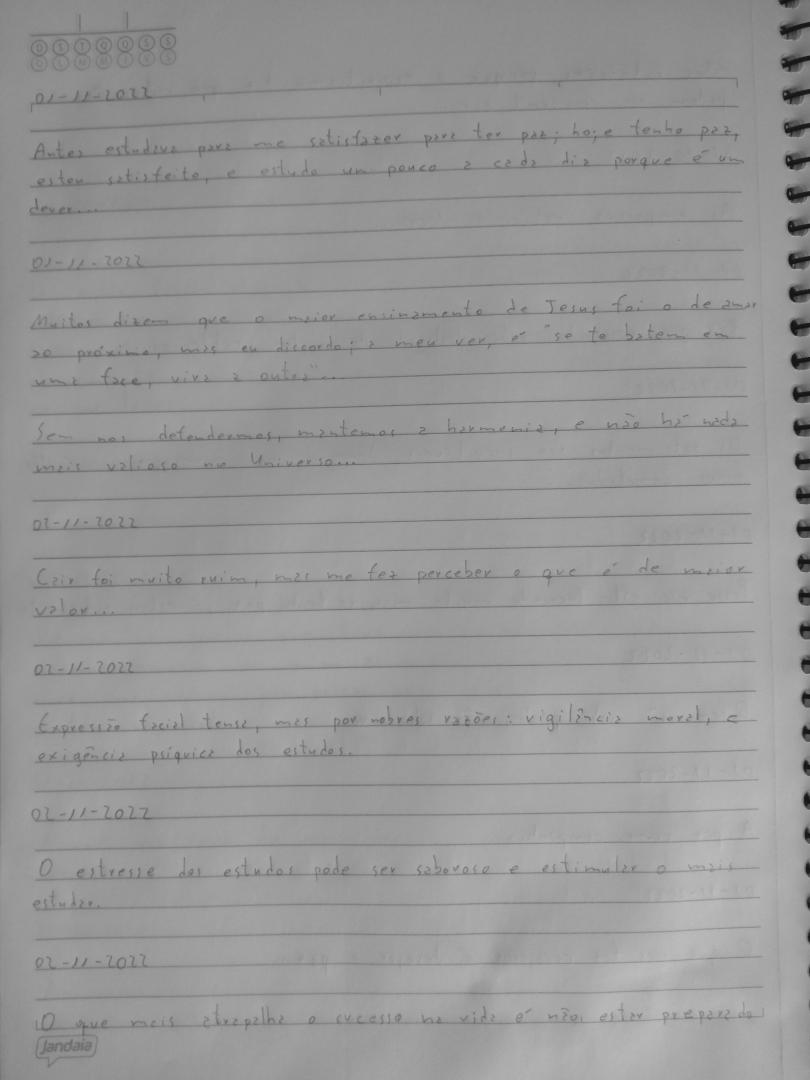 D S T Q Q S S
D L M M J V S
01-11-2022
Antes estudava para me satisfazer para ter paz; hoje tenho paz,
estou satisfeito, e estudo um pouco a cada dia porque é um
dever...
01-11-2022
Muitos dizem que o maior ensinamento de Jesus foi o de amar
ao próximo, mas eu discordo; a meu ver, é "se te batem em
uma face, vire a outra"...
Sem nos defendermos, mantemos a harmonia, e não há nada
mais valioso no Universo...
02-11-2022
Cair foi muito ruim, mas me fez perceber o que é de maior
valor...
02-11-2022
Expressão facial tensa, mas por nobres razões: vigilância moral, e
exigência psíquica dos estudos.
02-11-2022
O estresse dos estudos pode ser saboroso e estimular o mais
estudar.
02-11-2022
O que mais atrapalha o sucesso na vida é não estar preparado
Jandaia